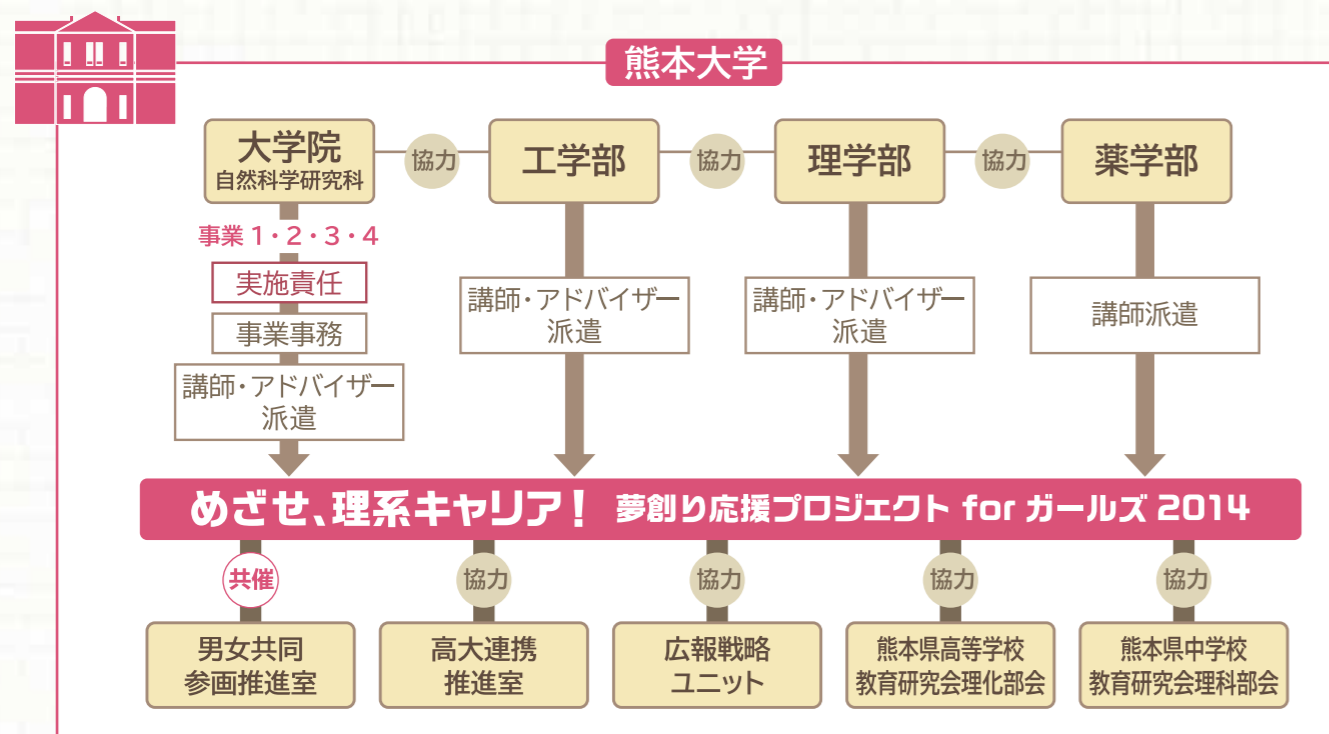 熊本大学
大学院
自然科学研究科
協力
工学部
協力
理学部
協力
薬学部
事業 1・2・3・4
実施責任
事業事務
講師・アドバイザー
派遣
講師・アドバイザー
派遣
講師・アドバイザー
派遣
講師派遣
めざせ、理系キャリア! 夢創り応援プロジェクト for ガールズ 2014
共催
協力
協力
協力
協力
男女共同
参画推進室
高大連携
推進室
広報戦略
ユニット
熊本県高等学校
教育研究会理化部会
熊本県中学校
教育研究会理科部会